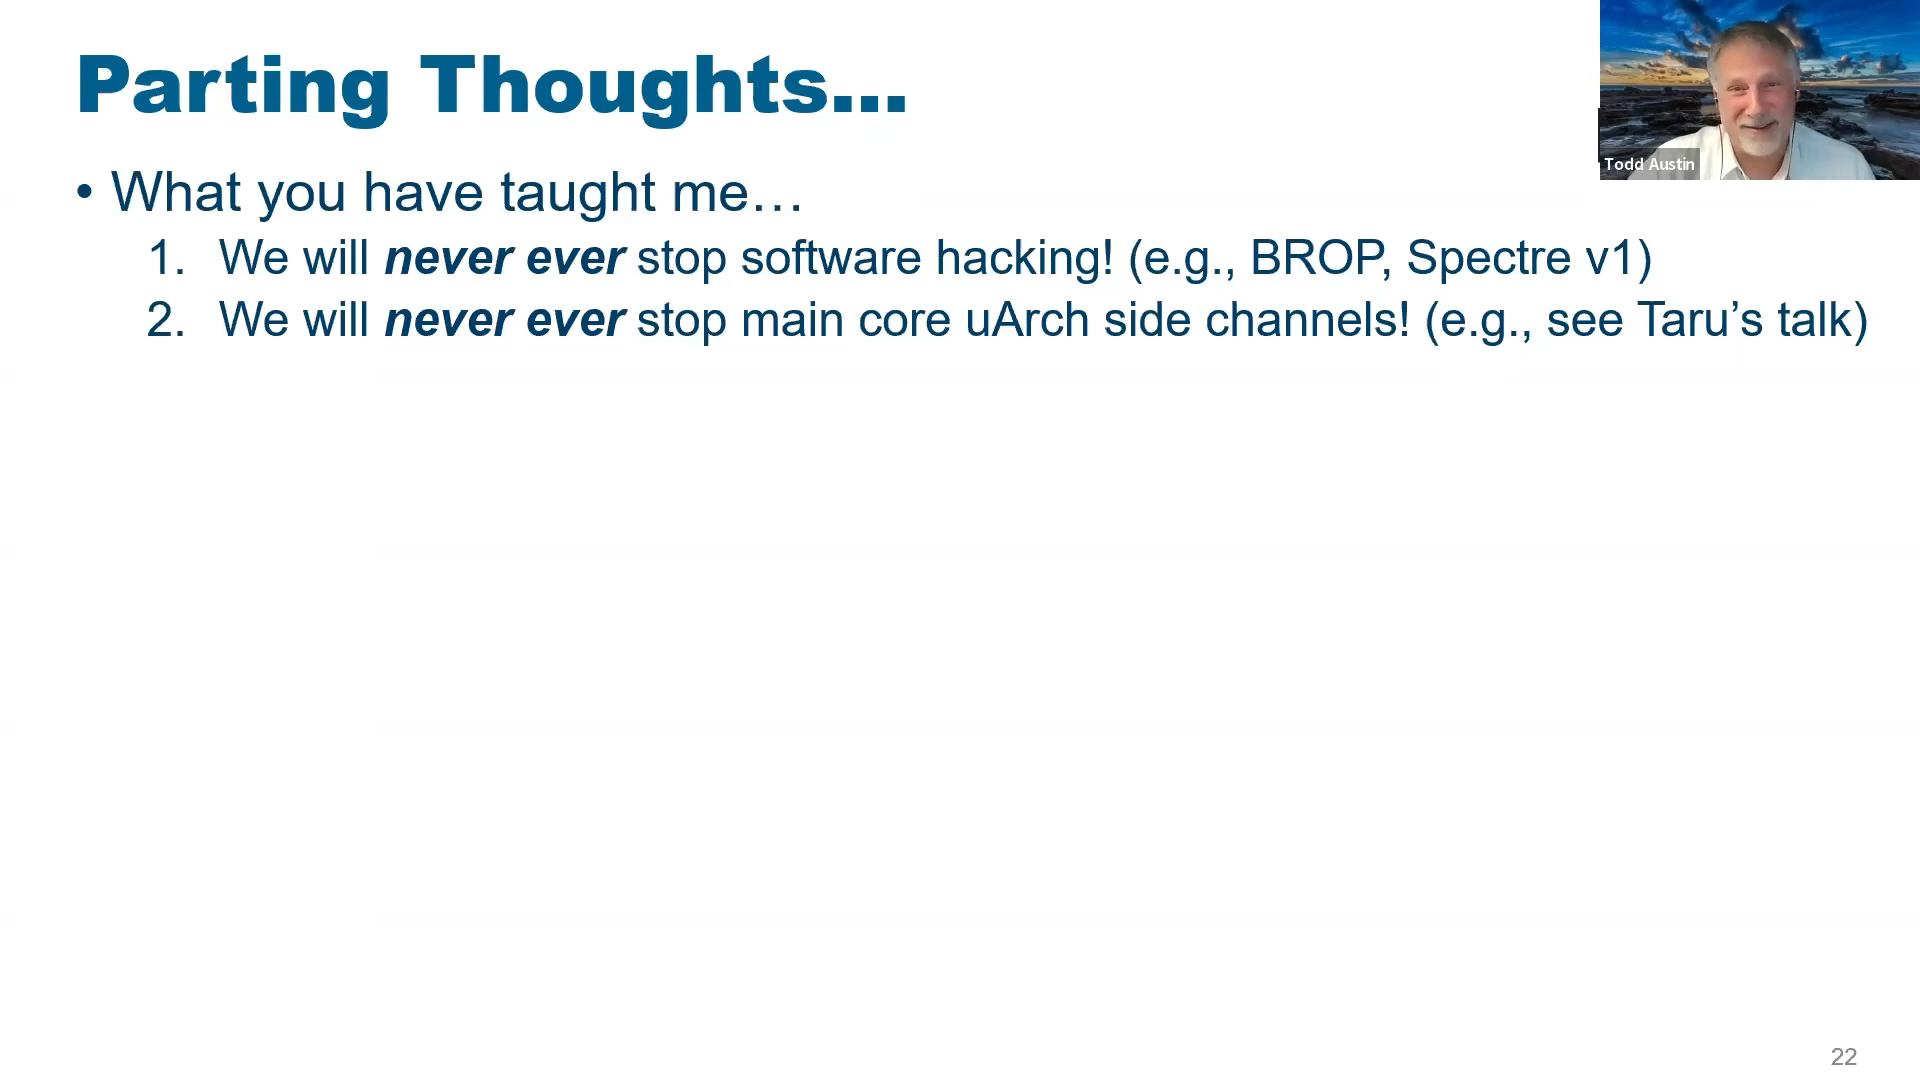 Parting Thoughts...
• What you have taught me…
1. We will never ever stop software hacking! (e.g., BROP, Spectre v1)
2. We will never ever stop main core uArch side channels! (e.g., see Taru’s talk)
Todd Austin
22